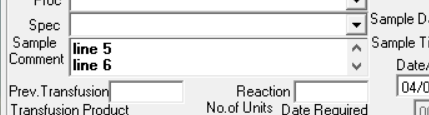 Proc
Spec
Sample D
Sample Comment
line 5
line 6
Sample Ti
Date/
Prev.Transfusion
Reaction
04/0
Transfusion Product
No.of Units
Date Required